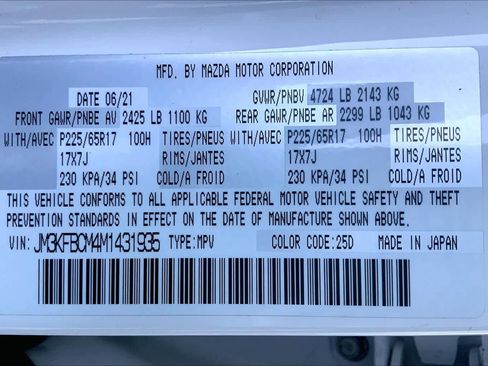 MFD. BY MAZDA MOTOR CORPORATION
DATE 06/21 GVWR/PNBV 4724 LB 2143 KG
FRONT GAWR/PNBE AV 2425 LB 1100 KG REAR GAWR/PNBE AR 2299 LB 1043 KG
WITH/AVEC P225/65R17 100H TIRES/PNEUS WITH/AVEC P225/65R17 100H TIRES/PNEUS
17X7J RIMS/JANTES 17X7J RIMS/JANTES
230 KPA/34 PSI COLD/A FROID 230 KPA/34 PSI COLD/A FROID
THIS VEHICLE CONFORMS TO ALL APPLICABLE FEDERAL MOTOR VEHICLE SAFETY AND THEFT
PREVENTION STANDARDS IN EFFECT ON THE DATE OF MANUFACTURE SHOWN ABOVE.
VIN: JM3KFBCM4M1431935 TYPE:MPV COLOR CODE:25D MADE IN JAPAN